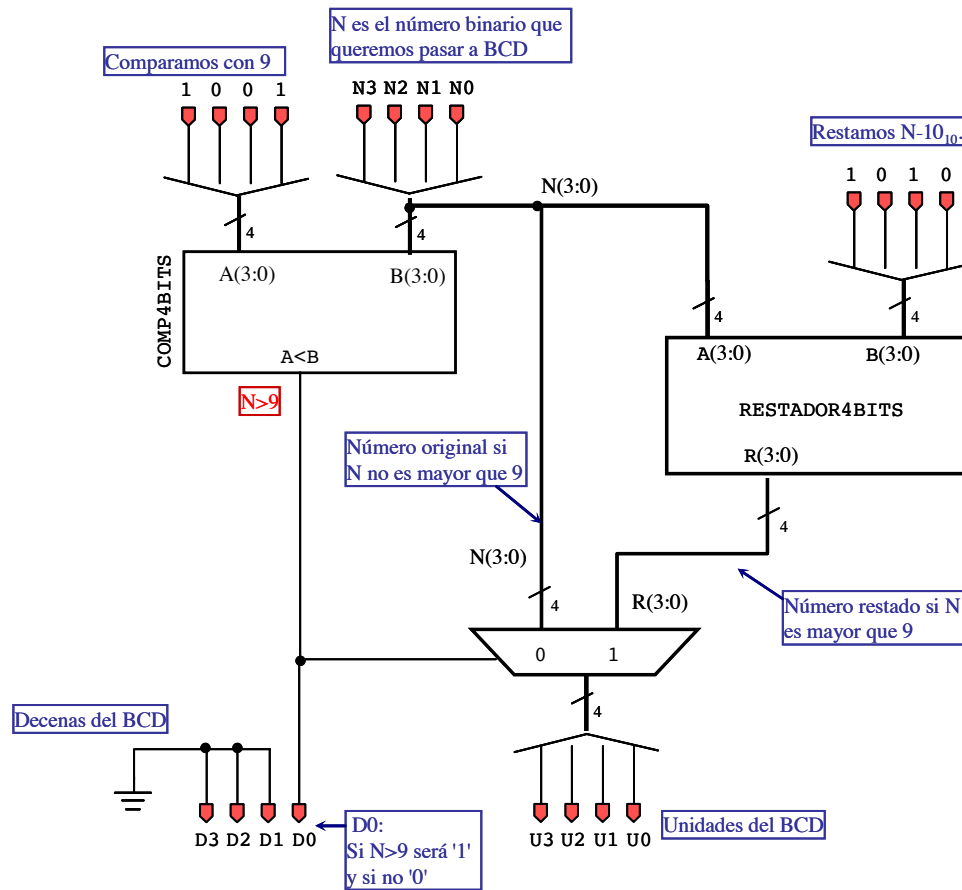 N es el número binario que
queremos pasar a BCD
Comparamos con 9
1 0 0 1
N3 N2 N1 N0
Restamos N-10₁₀.
1 0 1 0
N(3:0)
4
4
4
4
COMP4BITS
A(3:0)
B(3:0)
A<B
N>9
A(3:0)
B(3:0)
RESTADOR4BITS
R(3:0)
Número original si
N no es mayor que 9
4
N(3:0)
4
R(3:0)
Número restado si N
es mayor que 9
0 1
4
Decenas del BCD
D3 D2 D1 D0
D0:
Si N>9 será '1'
y si no '0'
U3 U2 U1 U0
Unidades del BCD